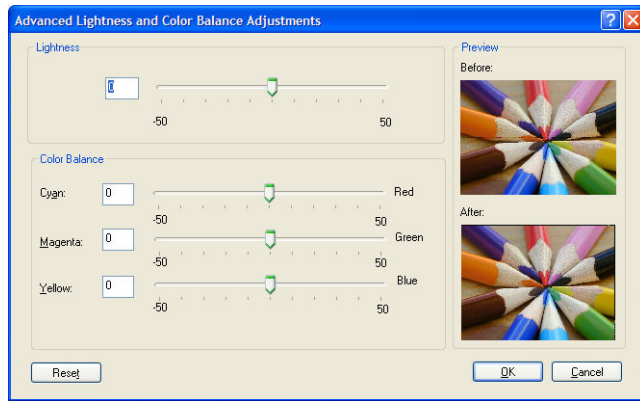 Advanced Lightness and Color Balance Adjustments
Lightness
0
-50
50
Color Balance
Cyan:
0
Red
-50
50
Magenta:
0
Green
-50
50
Yellow:
0
Blue
-50
50
Preview
Before:
After:
Reset
OK
Cancel